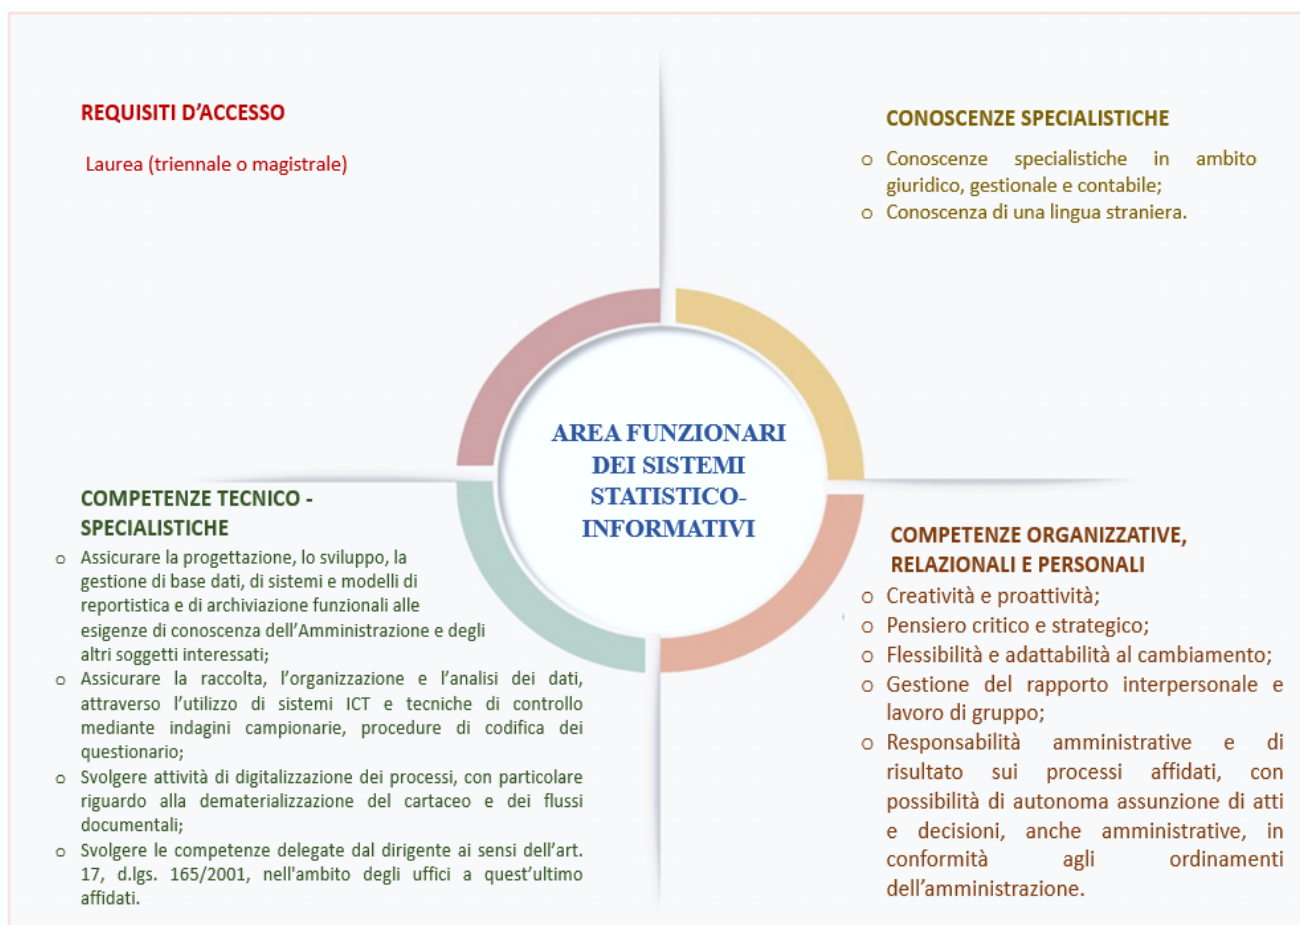 REQUISITI D'ACCESSO
Laurea (triennale o magistrale)
CONOSCENZE SPECIALISTICHE
o Conoscenze specialistiche in ambito
giuridico, gestionale e contabile;
o Conoscenza di una lingua straniera.
AREA FUNZIONARI
DEI SISTEMI
STATISTICO-
INFORMATIVI
COMPETENZE TECNICO -
SPECIALISTICHE
o Assicurare la progettazione, lo sviluppo, la
gestione di base dati, di sistemi e modelli di
reportistica e di archiviazione funzionali alle
esigenze di conoscenza dell'Amministrazione e degli
altri soggetti interessati;
o Assicurare la raccolta, l'organizzazione e l'analisi dei dati,
attraverso l'utilizzo di sistemi ICT e tecniche di controllo
mediante indagini campionarie, procedure di codifica dei
questionario;
o Svolgere attività di digitalizzazione dei processi, con particolare
riguardo alla dematerializzazione del cartaceo e dei flussi
documentali;
o Svolgere le competenze delegate dal dirigente ai sensi dell'art.
17, d.lgs. 165/2001, nell'ambito degli uffici a quest'ultimo
affidati.
COMPETENZE ORGANIZZATIVE,
RELAZIONALI E PERSONALI
o Creatività e proattività;
o Pensiero critico e strategico;
o Flessibilità e adattabilità al cambiamento;
o Gestione del rapporto interpersonale e
lavoro di gruppo;
o Responsabilità amministrative e di
risultato sui processi affidati, con
possibilità di autonoma assunzione di atti
e decisioni, anche amministrative, in
conformità agli ordinamenti
dell'amministrazione.